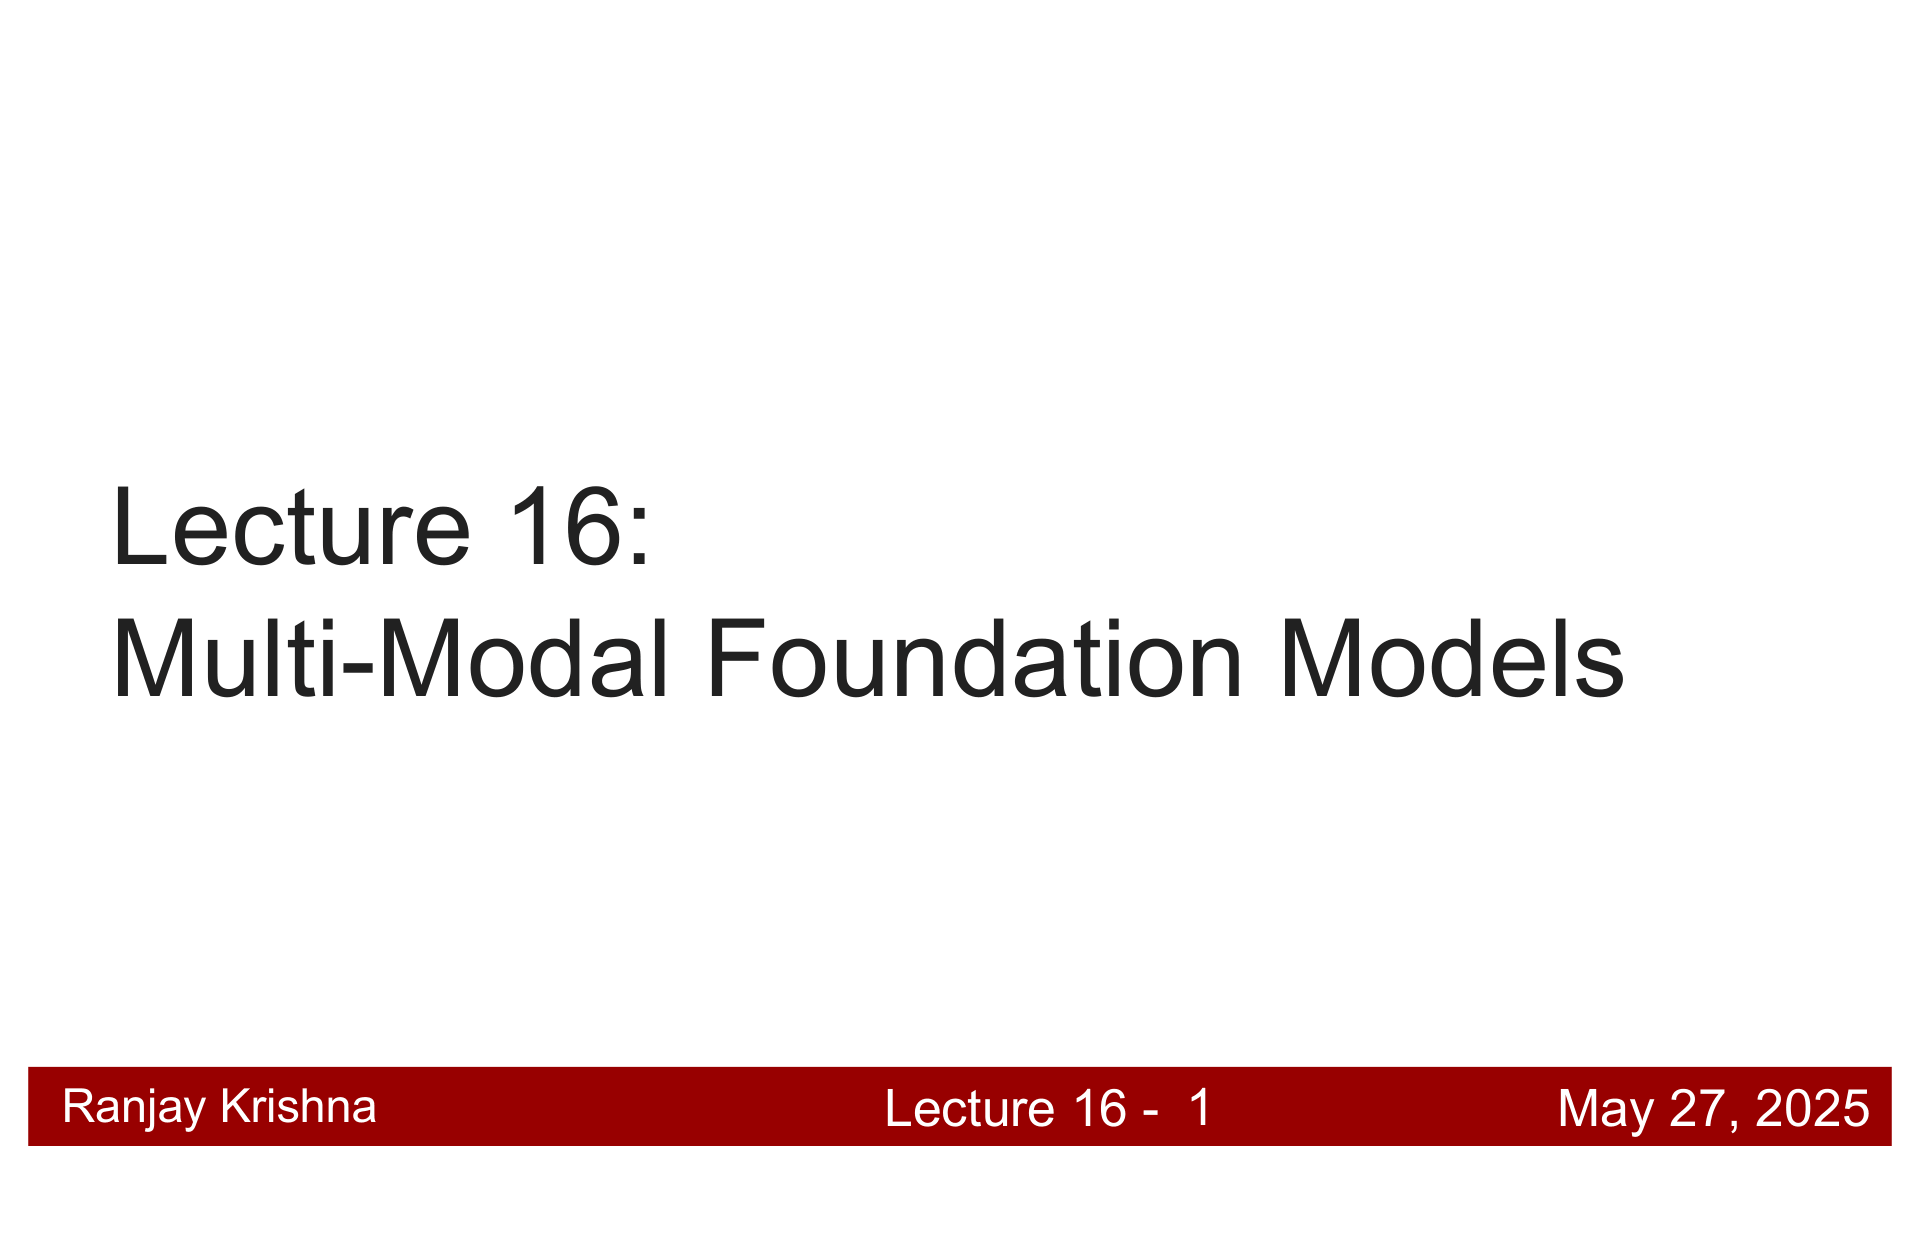 Lecture 16:
Multi-Modal Foundation Models
Ranjay Krishna
Lecture 16 - 1
May 27, 2025